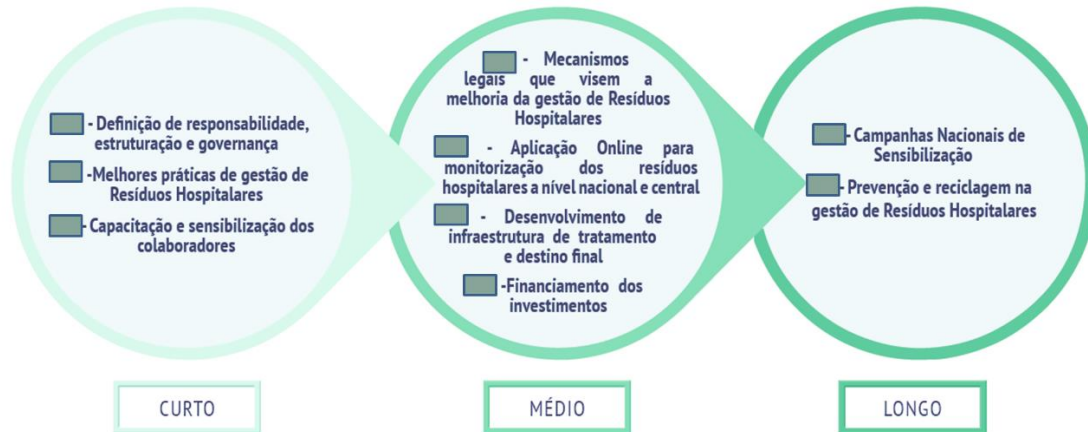 - Definição de responsabilidade,
estruturação e governança
-Melhores práticas de gestão de
Resíduos Hospitalares
- Capacitação e sensibilização dos
colaboradores
- Mecanismos
legais que visem a
melhoria da gestão de Resíduos
Hospitalares
- Aplicação Online para
monitorização dos resíduos
hospitalares a nível nacional e central
- Desenvolvimento de
infraestrutura de tratamento
e destino final
-Financiamento dos
investimentos
- Campanhas Nacionais de
Sensibilização
- Prevenção e reciclagem na
gestão de Resíduos Hospitalares
CURTO
MÉDIO
LONGO